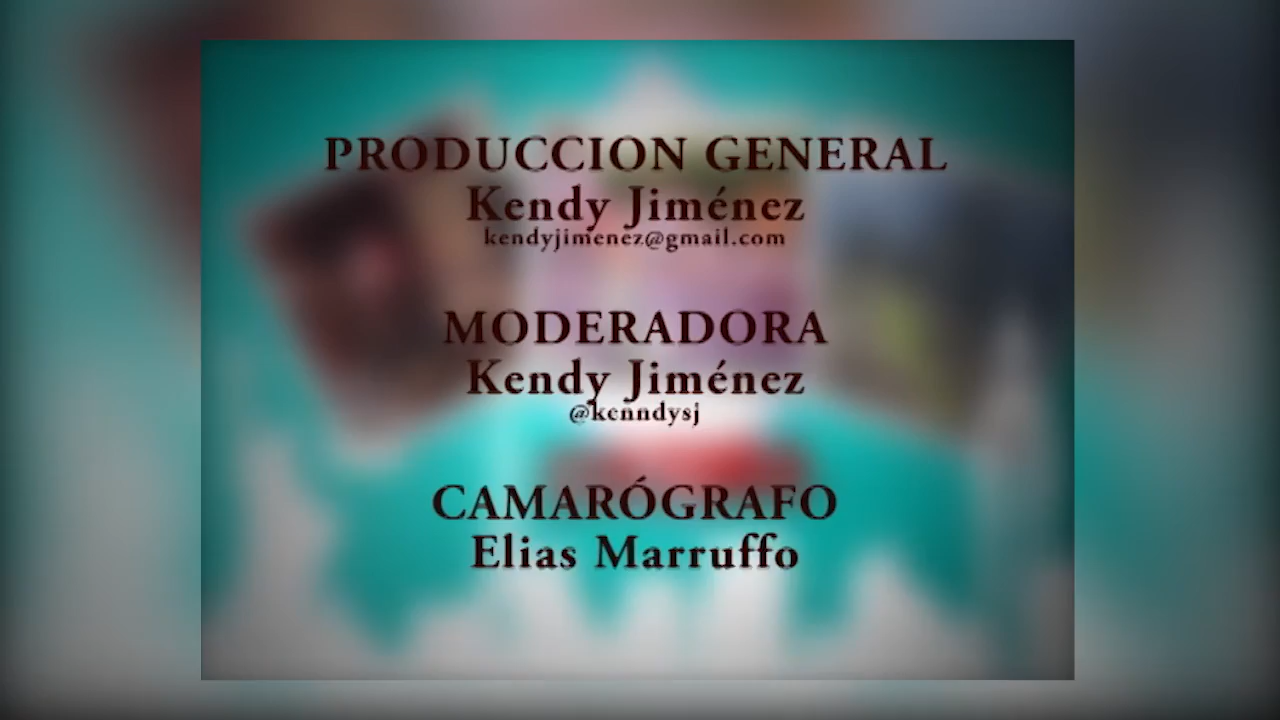 PRODUCCION GENERAL
Kendy Jiménez
kendyjimenez@gmail.com
MODERADORA
Kendy Jiménez
@kenndysj
CAMARÓGRAFO
Elias Marruffo